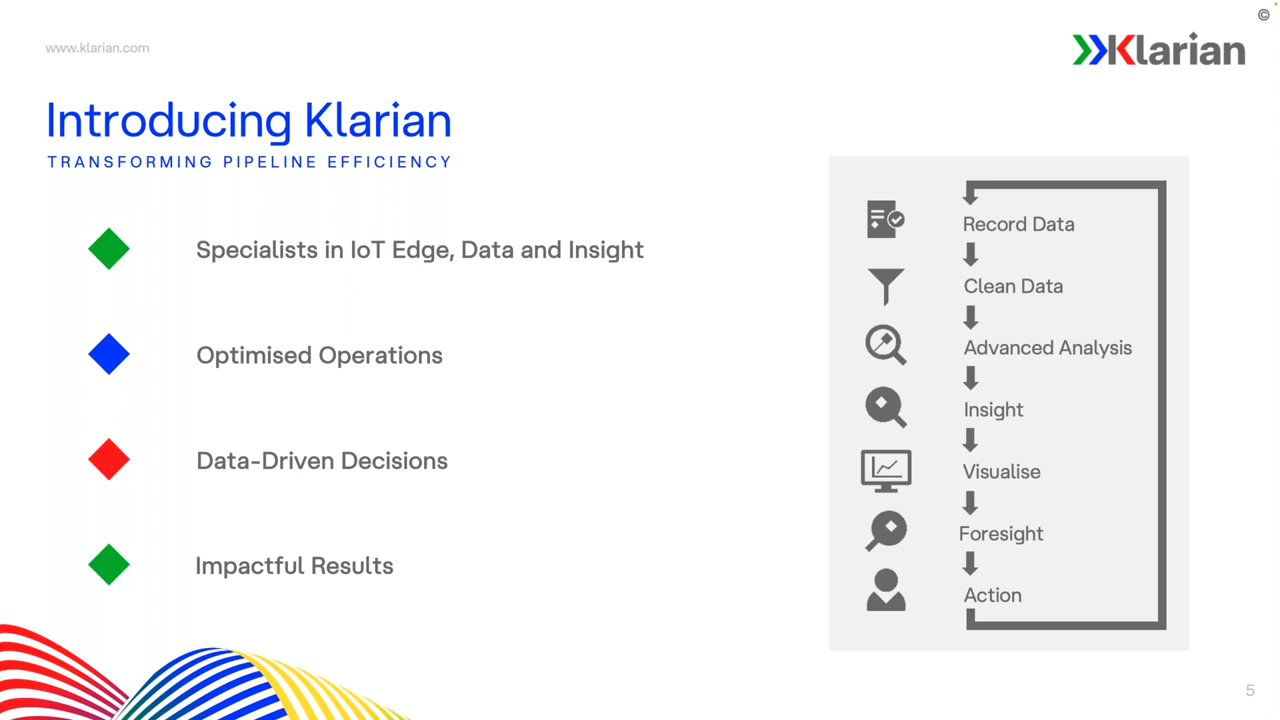 ©
www.klarian.com
Klarian
Introducing Klarian
TRANSFORMING PIPELINE EFFICIENCY
Specialists in IoT Edge, Data and Insight
Optimised Operations
Data-Driven Decisions
Impactful Results
Record Data
Clean Data
Advanced Analysis
Insight
Visualise
Foresight
Action
5